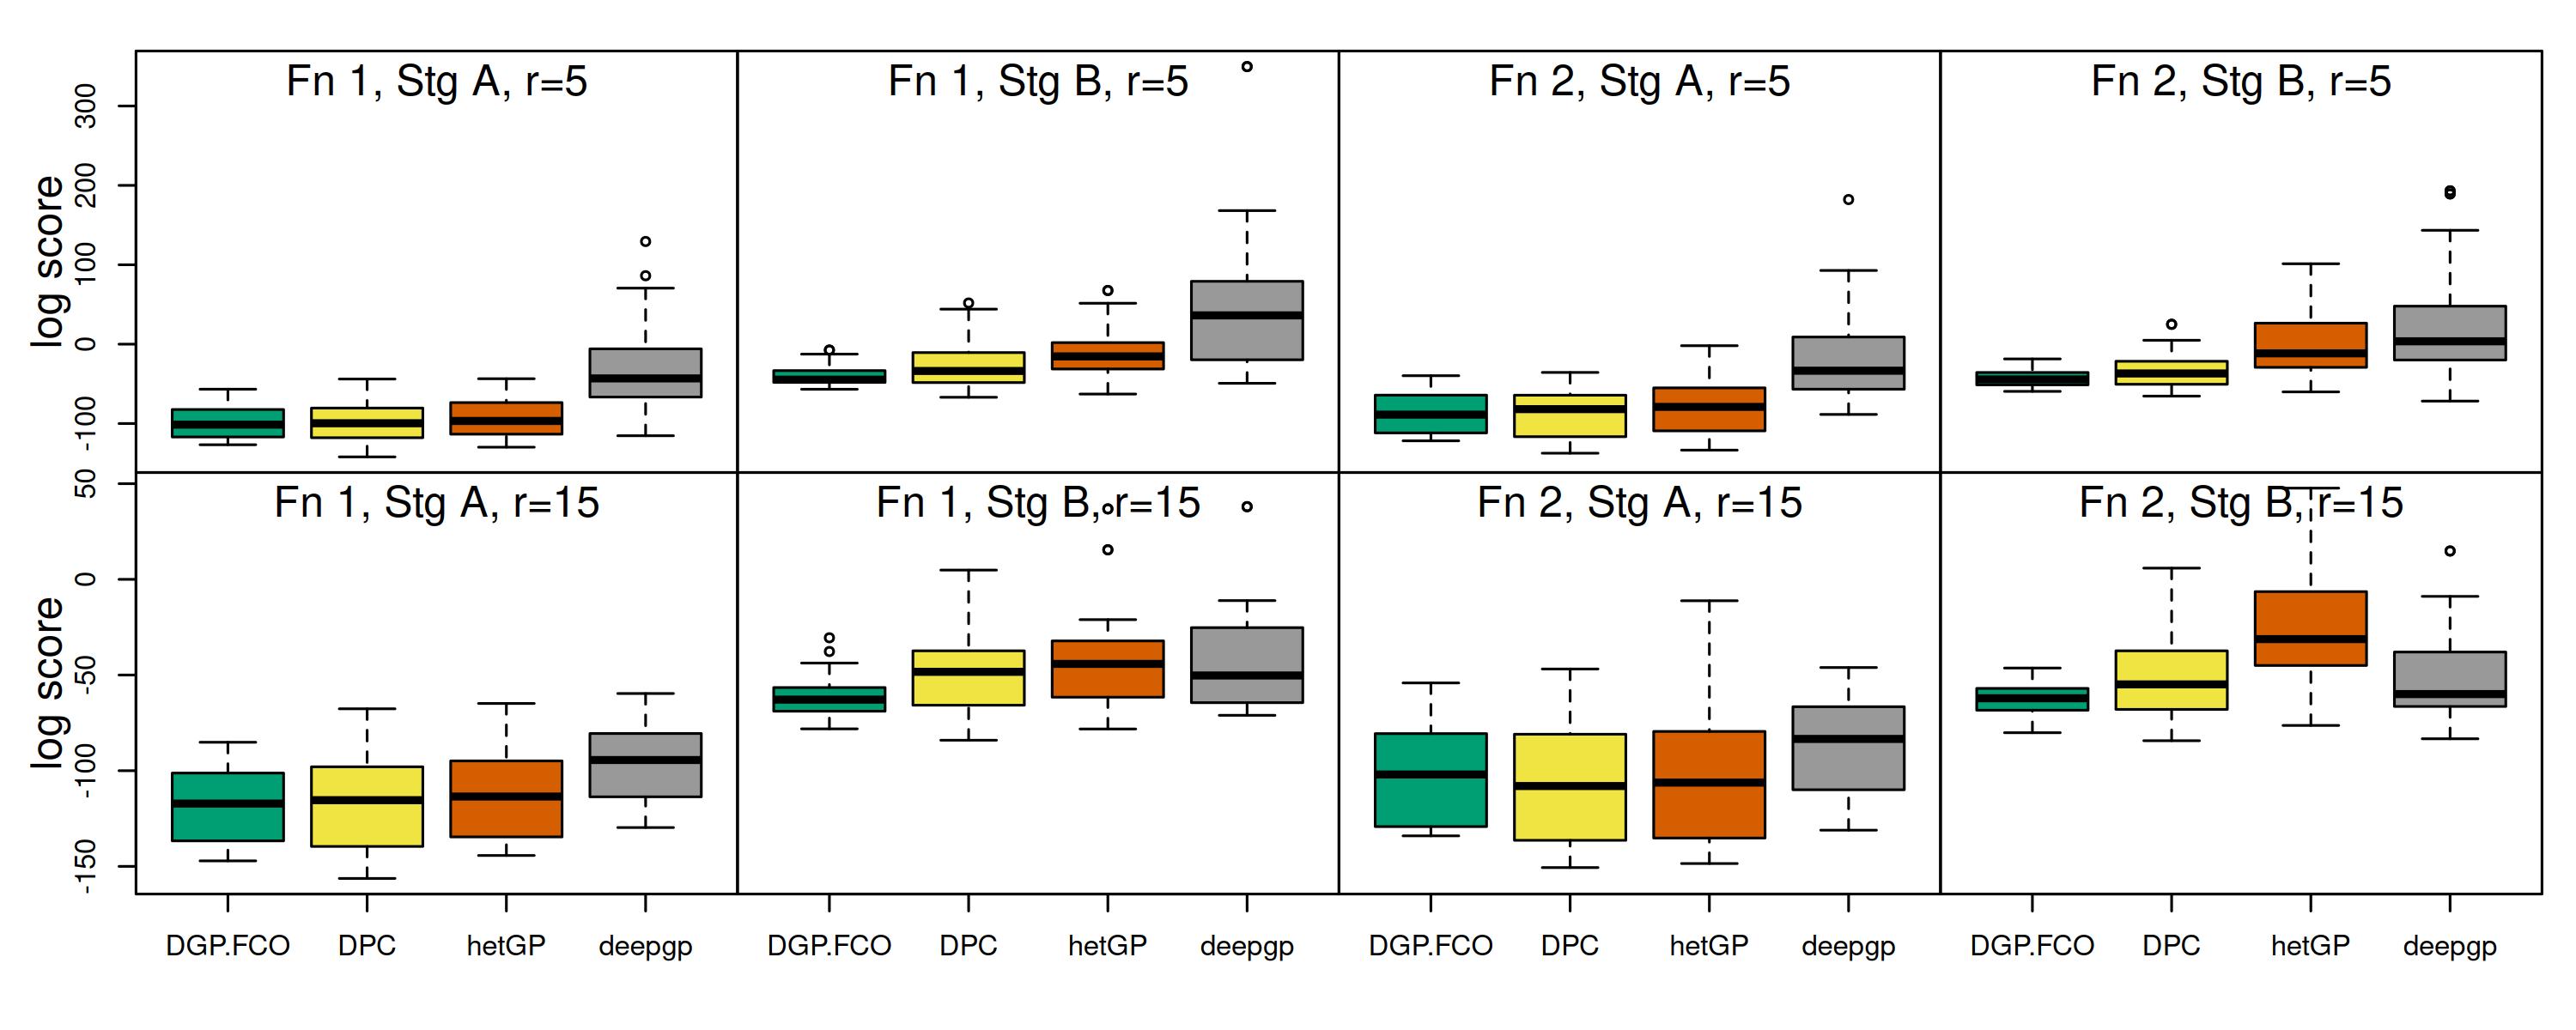 Fn 1, Stg A, r=5
Fn 1, Stg B, r=5
Fn 2, Stg A, r=5
Fn 2, Stg B, r=5
log score
300
200
100
0
-100
Fn 1, Stg A, r=15
Fn 1, Stg B, r=15
Fn 2, Stg A, r=15
Fn 2, Stg B, r=15
log score
50
0
-50
-100
-150
DGP.FCO DPC hetGP deepgp
DGP.FCO DPC hetGP deepgp
DGP.FCO DPC hetGP deepgp
DGP.FCO DPC hetGP deepgp